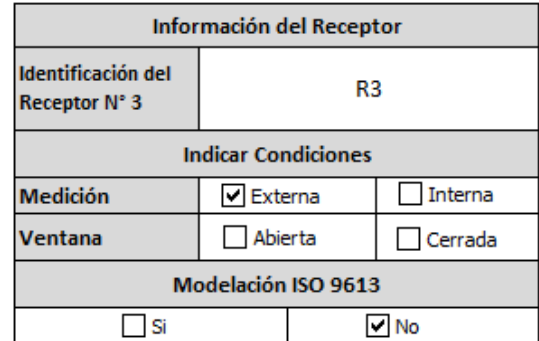 Información del Receptor
Identificación del
Receptor N° 3
R3
Indicar Condiciones
Medición
Externa
Interna
Ventana
Abierta
Cerrada
Modelación ISO 9613
Si
No